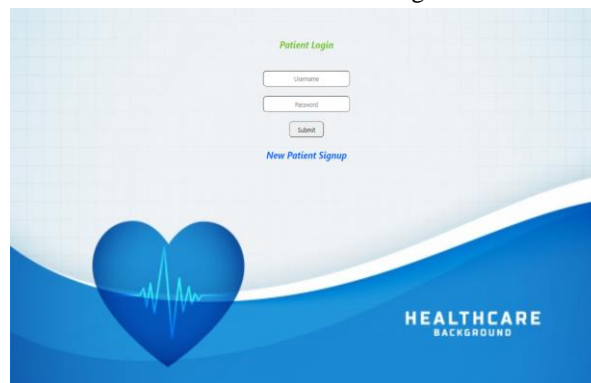 Patient Login
Username
Password
Submit
New Patient Signup
HEALTHCARE
BACKGROUND